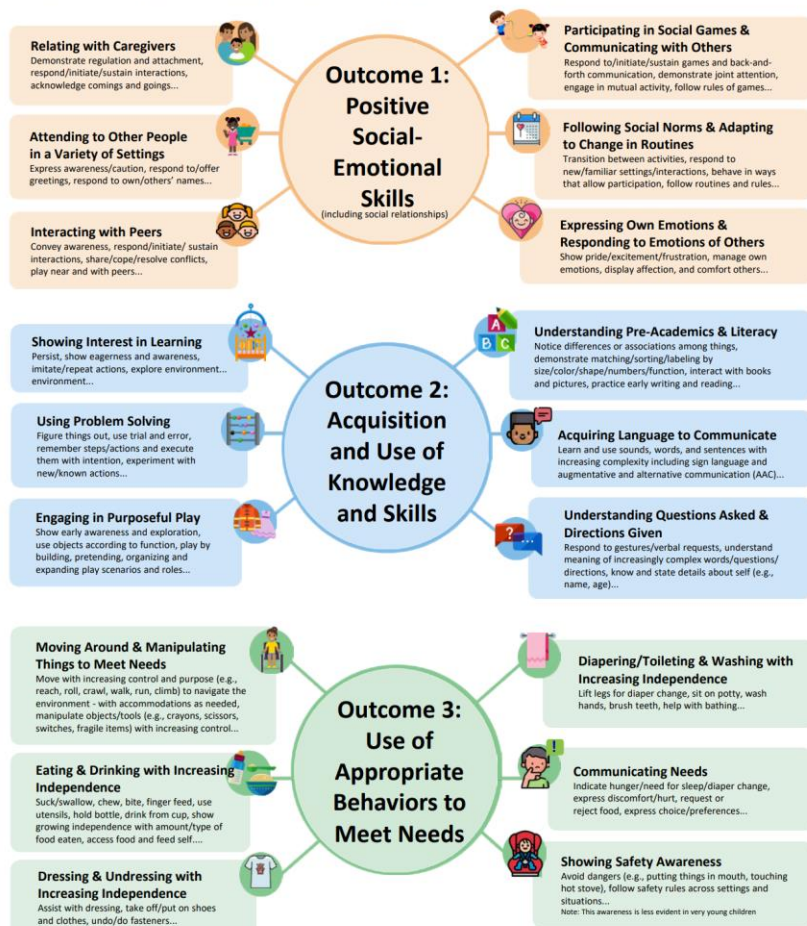 Relating with Caregivers
Demonstrate regulation and attachment,
respond/initiate/sustain interactions,
acknowledge comings and goings...
Attending to Other People
in a Variety of Settings
Express awareness/caution, respond to/offer
greetings, respond to own/others' names...
Interacting with Peers
Convey awareness, respond/initiate/ sustain
interactions, share/cope/resolve conflicts,
play near and with peers...
Outcome 1:
Positive
Social-
Emotional
Skills
(including social relationships)
Participating in Social Games &
Communicating with Others
Respond to/initiate/sustain games and back-and-
forth communication, demonstrate joint attention,
engage in mutual activity, follow rules of games...
Following Social Norms & Adapting
to Change in Routines
Transition between activities, respond to
new/familiar settings/interactions, behave in ways
that allow participation, follow routines and rules...
Expressing Own Emotions &
Responding to Emotions of Others
Show pride/excitement/frustration, manage own
emotions, display affection, and comfort others...
Showing Interest in Learning
Persist, show eagerness and awareness,
imitate/repeat actions, explore environment...
environment...
Using Problem Solving
Figure things out, use trial and error,
remember steps/actions and execute
them with intention, experiment with
new/known actions...
Engaging in Purposeful Play
Show early awareness and exploration,
use objects according to function, play by
building, pretending, organizing and
expanding play scenarios and roles...
Outcome 2:
Acquisition
and Use of
Knowledge
and Skills
A
B C
Understanding Pre-Academics & Literacy
Notice differences or associations among things,
demonstrate matching/sorting/labeling by
size/color/shape/numbers/function, interact with books
and pictures, practice early writing and reading...
Acquiring Language to Communicate
Learn and use sounds, words, and sentences with
increasing complexity including sign language and
augmentative and alternative communication (AAC)...
?
Understanding Questions Asked &
Directions Given
Respond to gestures/verbal requests, understand
meaning of increasingly complex words/questions/
directions, know and state details about self (e.g.,
name, age)...
Moving Around & Manipulating
Things to Meet Needs
Move with increasing control and purpose (e.g.,
reach, roll, crawl, walk, run, climb) to navigate the
environment - with accommodations as needed,
manipulate objects/tools (e.g., crayons, scissors,
switches, fragile items) with increasing control...
Eating & Drinking with Increasing
Independence
Suck/swallow, chew, bite, finger feed, use
utensils, hold bottle, drink from cup, show
growing independence with amount/type of
food eaten, access food and feed self....
Dressing & Undressing with
Increasing Independence
Assist with dressing, take off/put on shoes
and clothes, undo/do fasteners...
Outcome 3:
Use of
Appropriate
Behaviors to
Meet Needs
Diapering/Toileting & Washing with
Increasing Independence
Lift legs for diaper change, sit on potty, wash
hands, brush teeth, help with bathing...
!
Communicating Needs
Indicate hunger/need for sleep/diaper change,
express discomfort/hurt, request or
reject food, express choice/preferences...
Showing Safety Awareness
Avoid dangers (e.g., putting things in mouth, touching
hot stove), follow safety rules across settings and
situations...
Note: This awareness is less evident in very young children